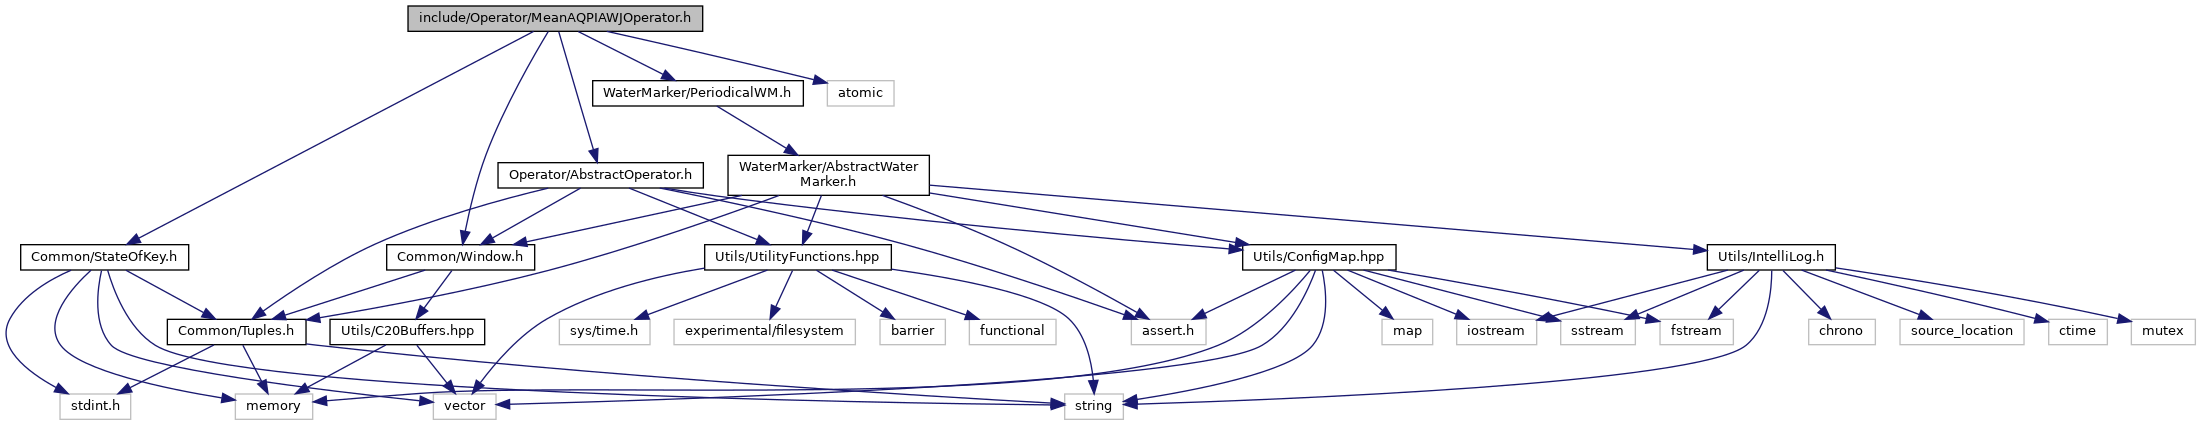 include/Operator/MeanAQPIAWJOperator.h
WaterMarker/PeriodicalWM.h
atomic
WaterMarker/AbstractWater
Marker.h
Operator/AbstractOperator.h
Common/StateOfKey.h
Common/Window.h
Utils/UtilityFunctions.hpp
Utils/ConfigMap.hpp
Utils/IntelliLog.h
Common/Tuples.h
Utils/C20Buffers.hpp
sys/time.h
experimental/filesystem
barrier
functional
assert.h
map
iostream
sstream
fstream
chrono
source_location
ctime
mutex
stdint.h
memory
vector
string